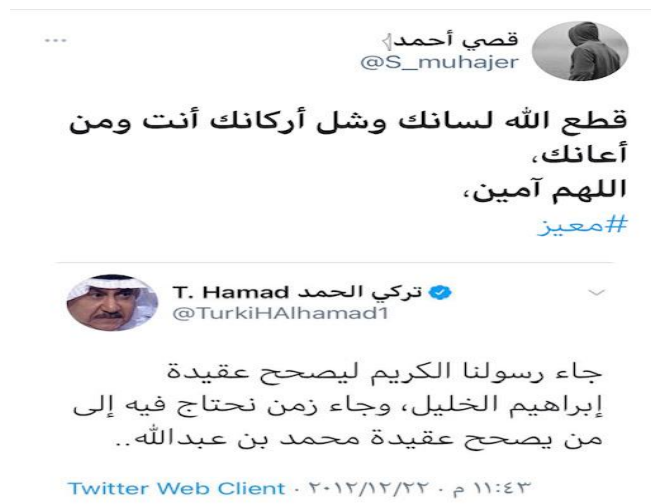 قصي أحمد
@S_muhajer
قطع الله لسانك وشل أركانك أنت ومن
أعانك،
اللهم آمين،
#معيز
تركي الحمد T. Hamad
@TurkiHAlhamad1
جاء رسولنا الكريم ليصحح عقيدة
إبراهيم الخليل، وجاء زمن نحتاج فيه إلى
من يصحح عقيدة محمد بن عبدالله..
١١:٤٣ م · ٢٠١٢/١٢/٢٢ · Twitter Web Client